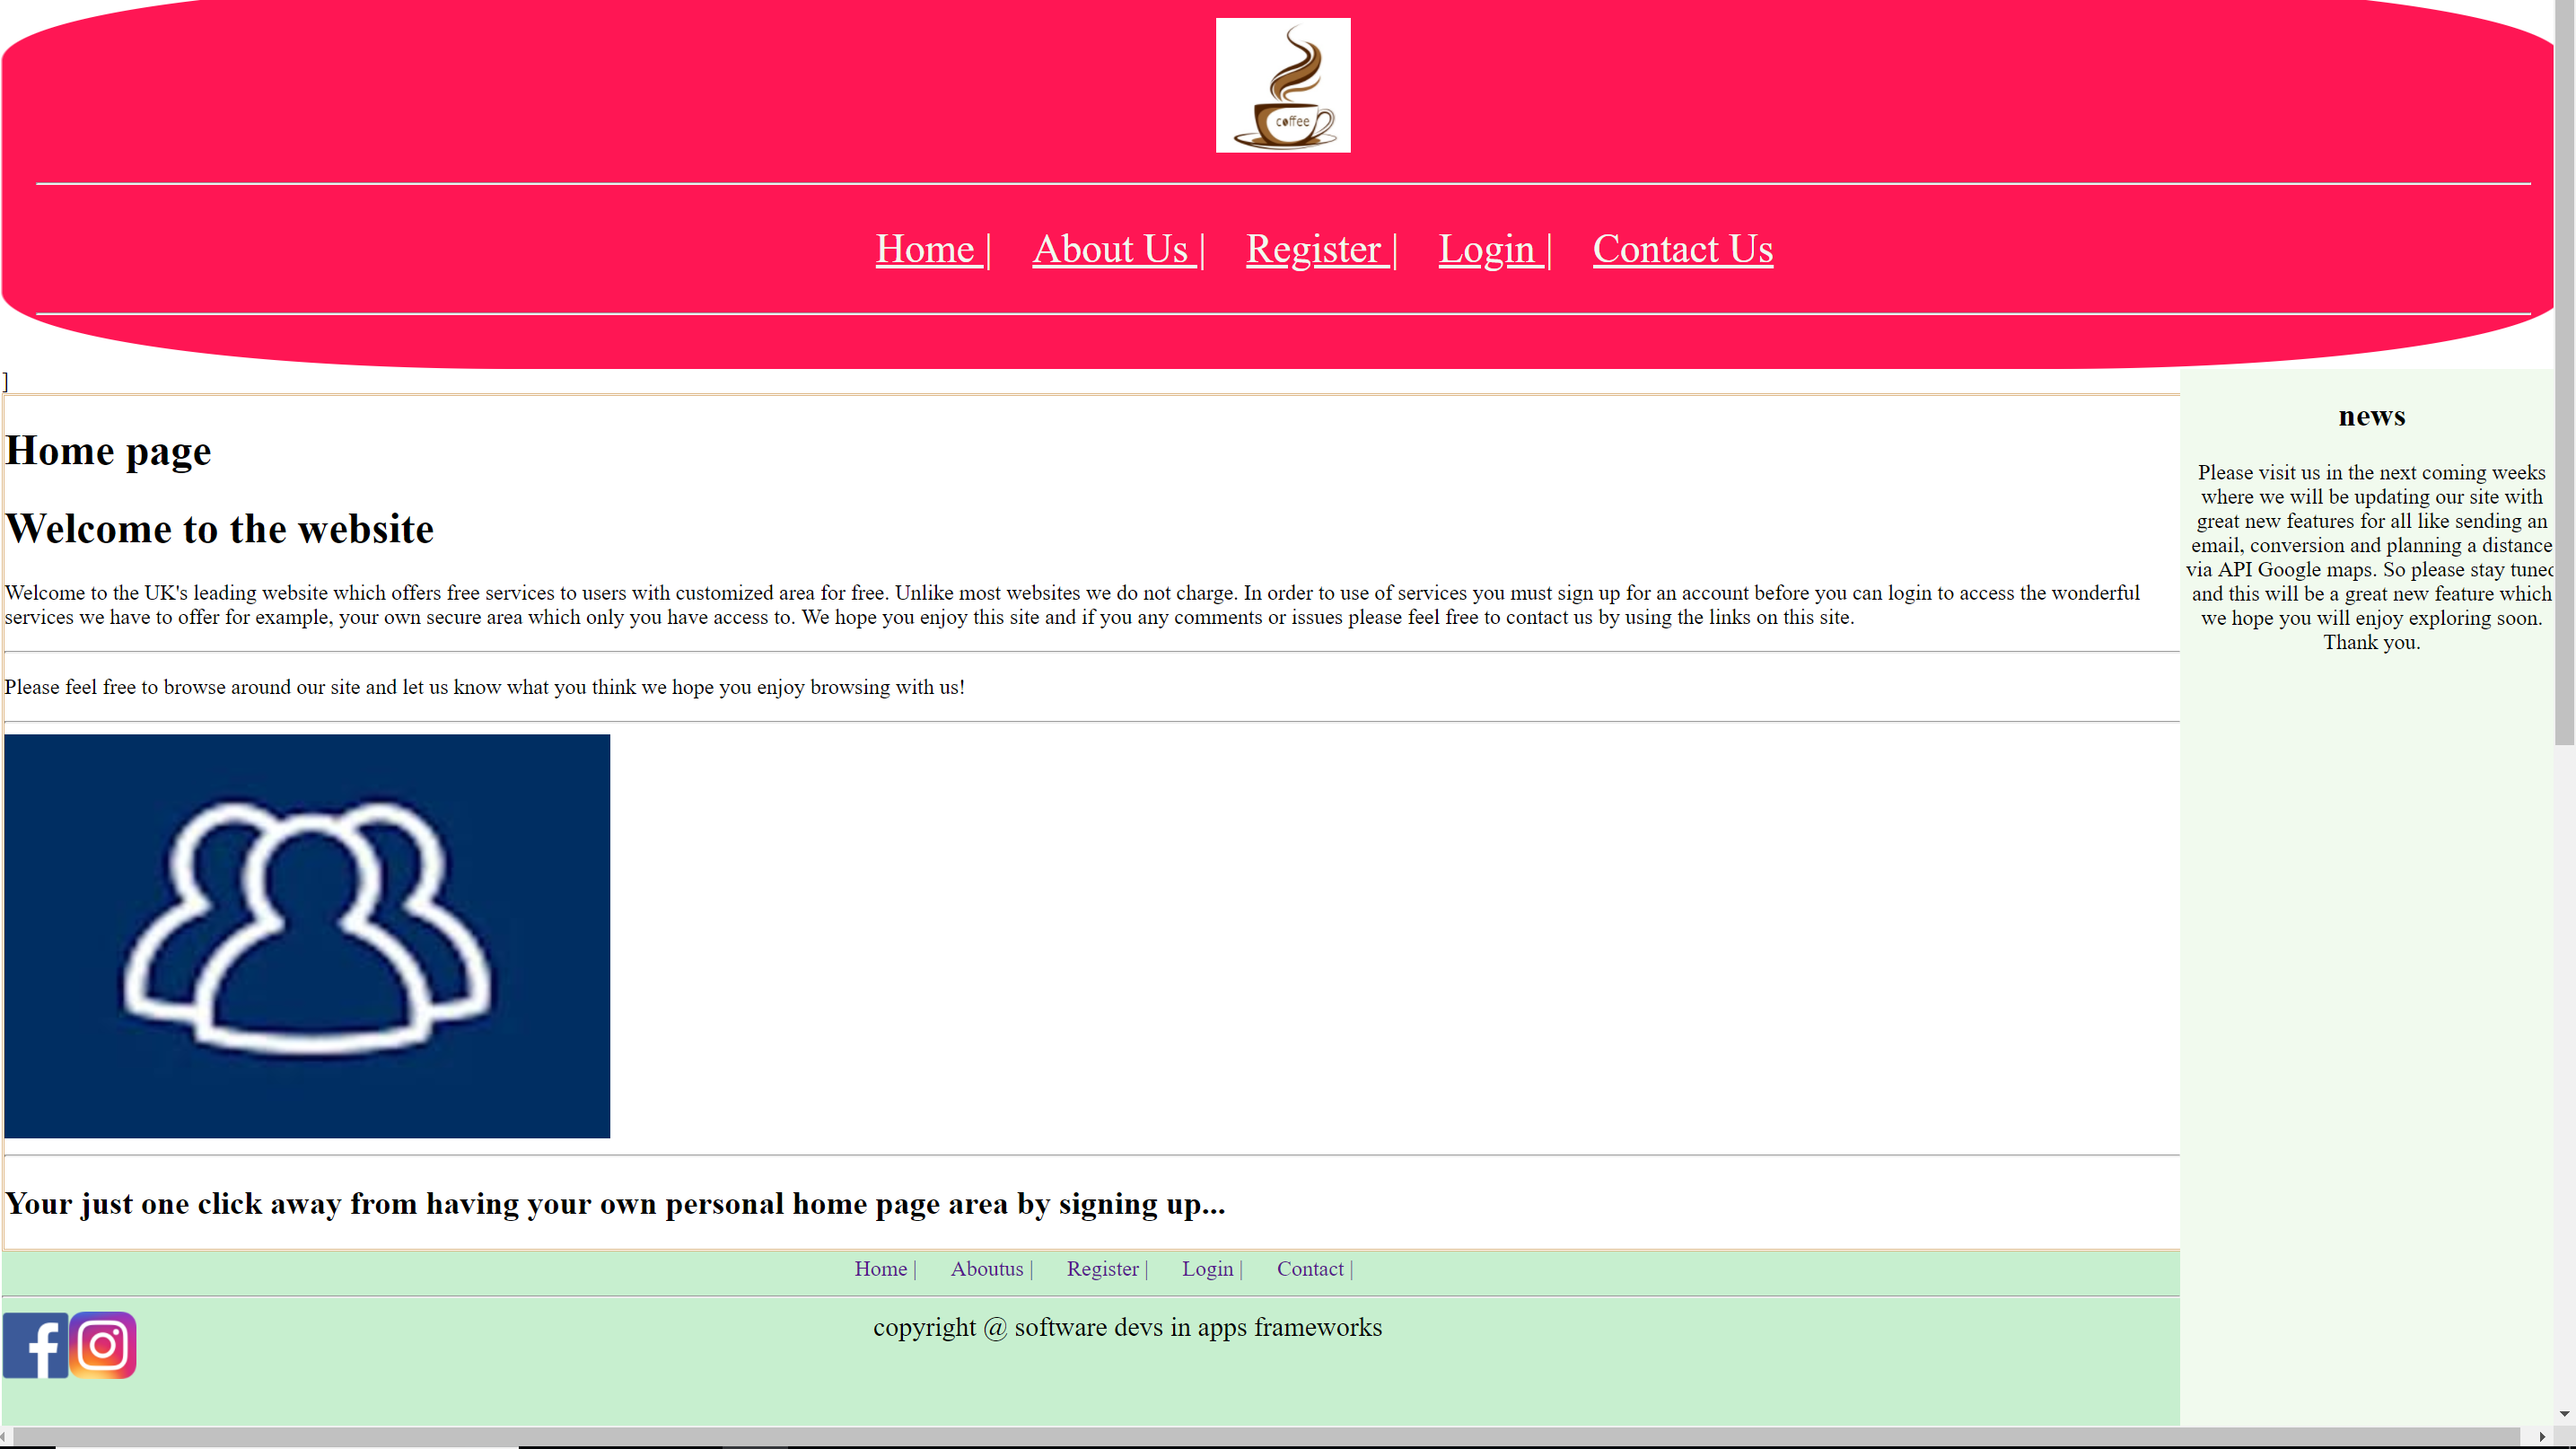 coffee
Home | About Us | Register | Login | Contact Us
]
Home page
Welcome to the website
Welcome to the UK's leading website which offers free services to users with customized area for free. Unlike most websites we do not charge. In order to use of services you must sign up for an account before you can login to access the wonderful
services we have to offer for example, your own secure area which only you have access to. We hope you enjoy this site and if you any comments or issues please feel free to contact us by using the links on this site.
Please feel free to browse around our site and let us know what you think we hope you enjoy browsing with us!
Your just one click away from having your own personal home page area by signing up...
news
Please visit us in the next coming weeks
where we will be updating our site with
great new features for all like sending an
email, conversion and planning a distance
via API Google maps. So please stay tuned
and this will be a great new feature which
we hope you will enjoy exploring soon.
Thank you.
Home | Aboutus | Register | Login | Contact |
copyright @ software devs in apps frameworks